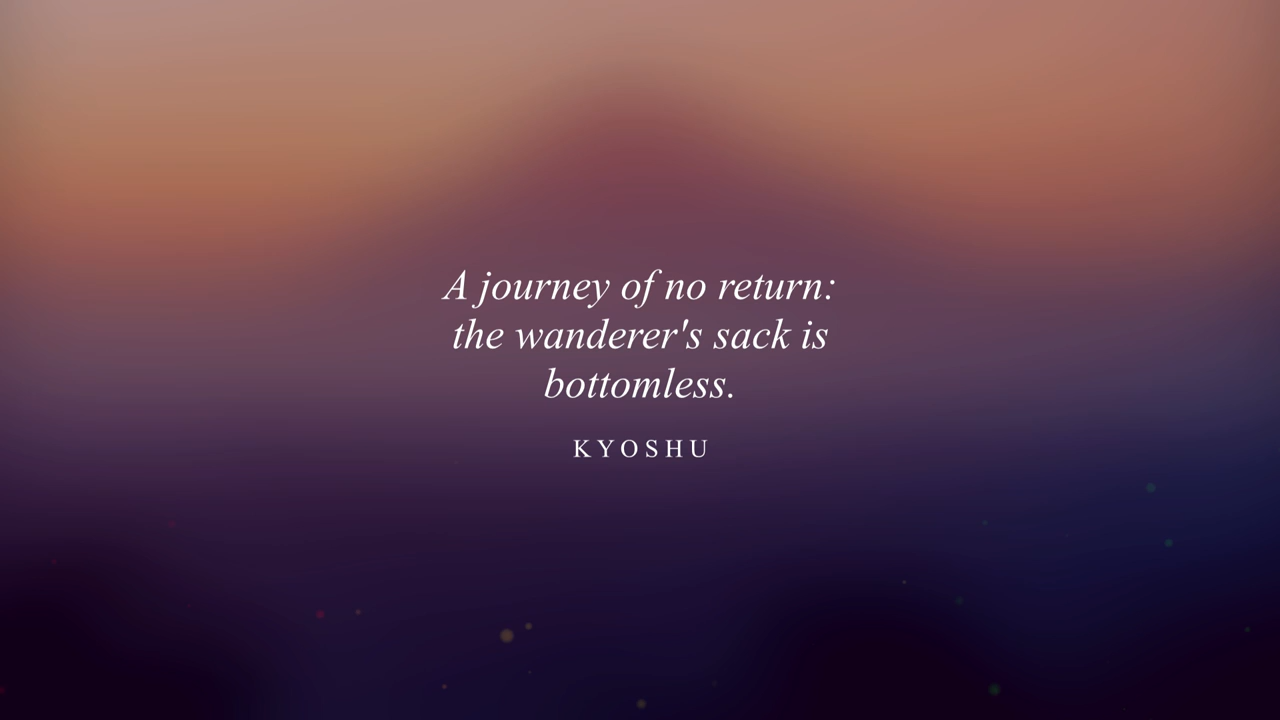 A journey of no return:
the wanderer's sack is
bottomless.
KYOSHU